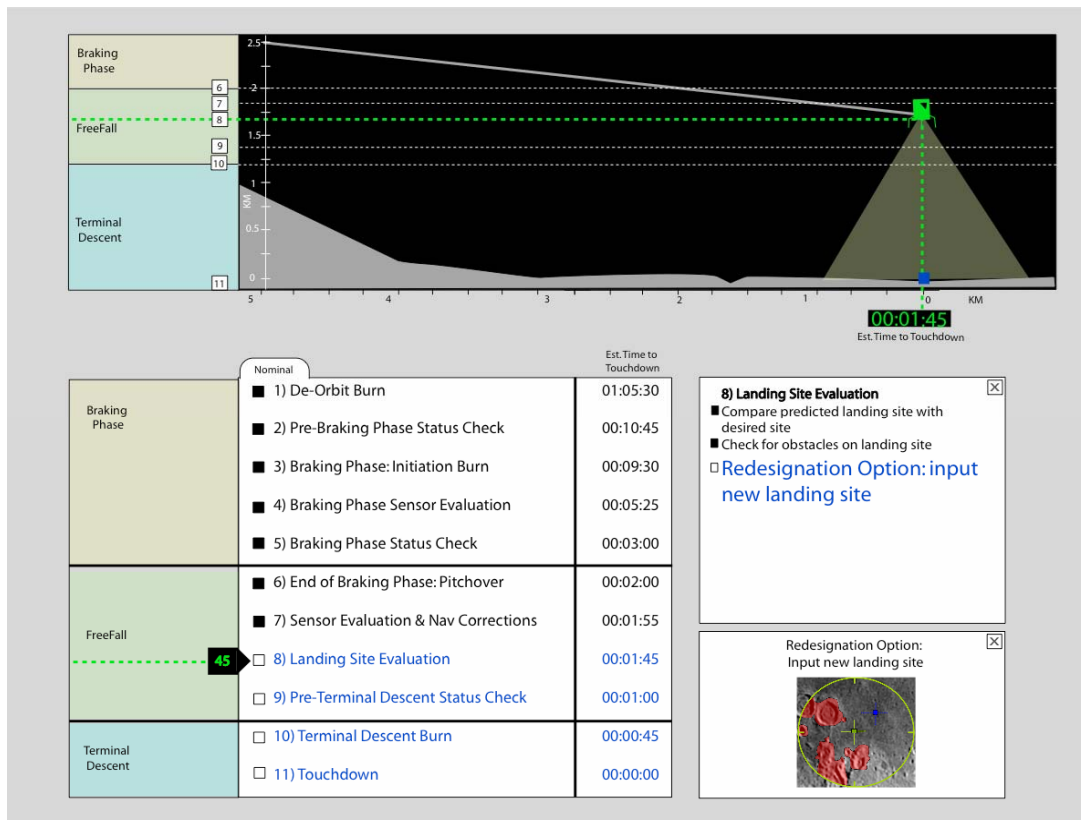 Braking
Phase
FreeFall
Terminal
Descent
6
7
8
9
10
11
2.5
2
1.5
1
KM
0.5
0
5
4
3
2
1
0
KM
00:01:45
Est. Time to Touchdown
Nominal
Est. Time to
Touchdown
Braking
Phase
1) De-Orbit Burn 01:05:30
2) Pre-Braking Phase Status Check 00:10:45
3) Braking Phase: Initiation Burn 00:09:30
4) Braking Phase Sensor Evaluation 00:05:25
5) Braking Phase Status Check 00:03:00
FreeFall
45
6) End of Braking Phase: Pitchover 00:02:00
7) Sensor Evaluation & Nav Corrections 00:01:55
8) Landing Site Evaluation 00:01:45
9) Pre-Terminal Descent Status Check 00:01:00
Terminal
Descent
10) Terminal Descent Burn 00:00:45
11) Touchdown 00:00:00
8) Landing Site Evaluation
Compare predicted landing site with
desired site
Check for obstacles on landing site
Redesignation Option: input
new landing site
Redesignation Option:
Input new landing site